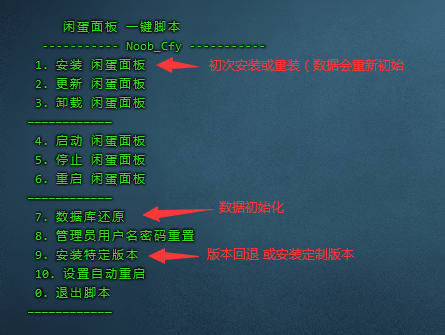 闲蛋面板 一键脚本
----------- Noob_Cfy -----------
1. 安装 闲蛋面板 初次安装或重装（数据会重新初始
2. 更新 闲蛋面板
3. 卸载 闲蛋面板
————————————
4. 启动 闲蛋面板
5. 停止 闲蛋面板
6. 重启 闲蛋面板
————————————
7. 数据库还原 数据初始化
8. 管理员用户名密码重置
9. 安装特定版本 版本回退 或安装定制版本
10. 设置自动重启
0. 退出脚本
————————————